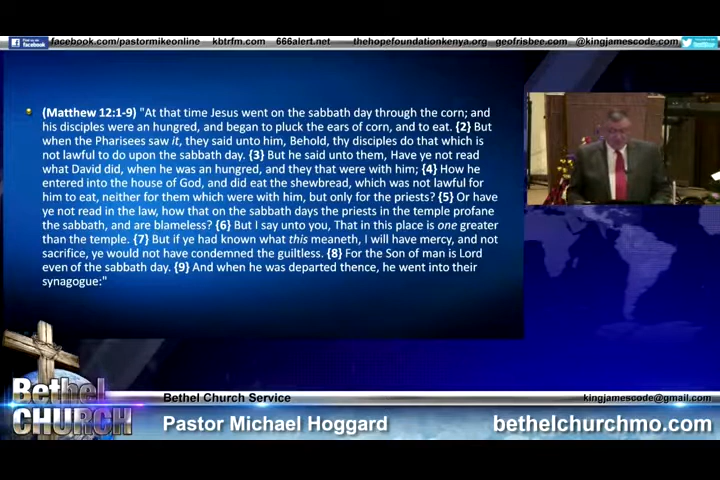 Find us on
facebook
facebook.com/pastormikeonline kbtrfm.com 666alert.net thehopefoundationkenya.org geofrisbee.com @kingjamescode.com
twitter
(Matthew 12:1-9) "At that time Jesus went on the sabbath day through the corn; and
his disciples were an hungred, and began to pluck the ears of corn, and to eat. {2} But
when the Pharisees saw it, they said unto him, Behold, thy disciples do that which is
not lawful to do upon the sabbath day. {3} But he said unto them, Have ye not read
what David did, when he was an hungred, and they that were with him; {4} How he
entered into the house of God, and did eat the shewbread, which was not lawful for
him to eat, neither for them which were with him, but only for the priests? {5} Or have
ye not read in the law, how that on the sabbath days the priests in the temple profane
the sabbath, and are blameless? {6} But I say unto you, That in this place is one greater
than the temple. {7} But if ye had known what this meaneth, I will have mercy, and not
sacrifice, ye would not have condemned the guiltless. {8} For the Son of man is Lord
even of the sabbath day. {9} And when he was departed thence, he went into their
synagogue:"
Bethel
CHURCH
Bethel Church Service kingjamescode@gmail.com
Pastor Michael Hoggard bethelchurchmo.com